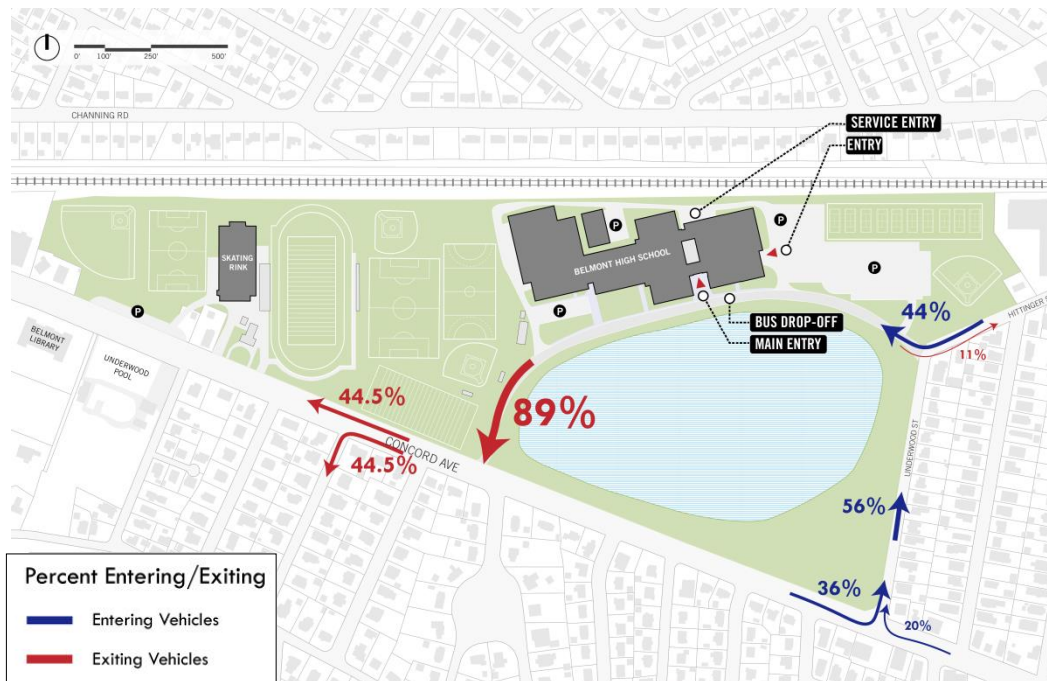 0' 100' 250' 500'
CHANNING RD
SERVICE ENTRY
ENTRY
P
P
SKATING
RINK
BELMONT HIGH SCHOOL
P
P
P
BUS DROP-OFF
MAIN ENTRY
44%
11%
HITTINGER S
BELMONT
LIBRARY
UNDERWOOD
POOL
44.5%
89%
CONCORD AVE
44.5%
UNDERWOOD ST
56%
36%
20%
Percent Entering/Exiting
Entering Vehicles
Exiting Vehicles